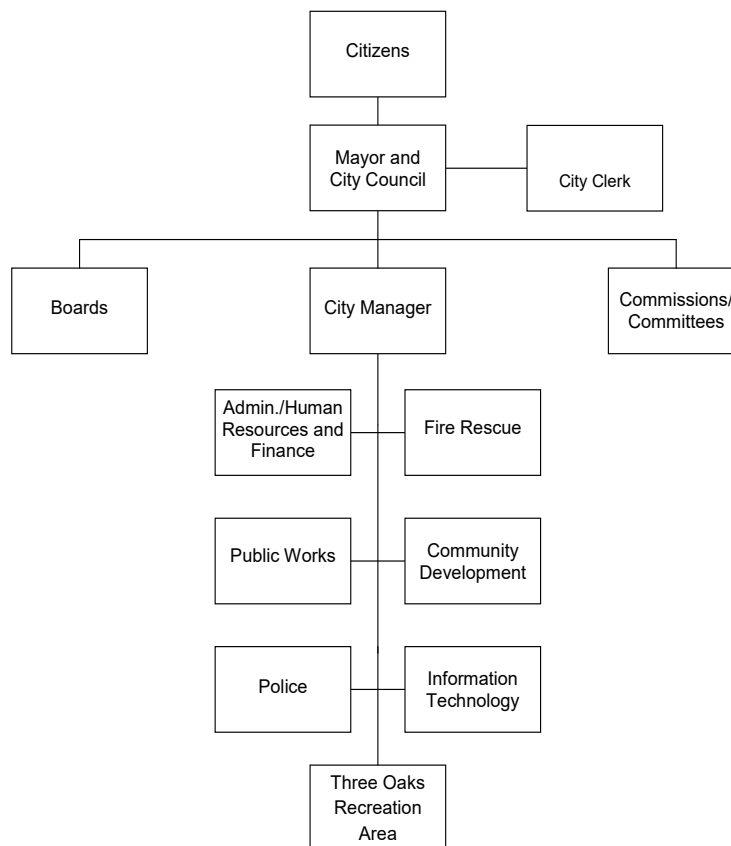 Citizens
Mayor and
City Council
City Clerk
Boards
City Manager
Commissions/
Committees
Admin./Human
Resources and
Finance
Fire Rescue
Public Works
Community
Development
Police
Information
Technology
Three Oaks
Recreation
Area